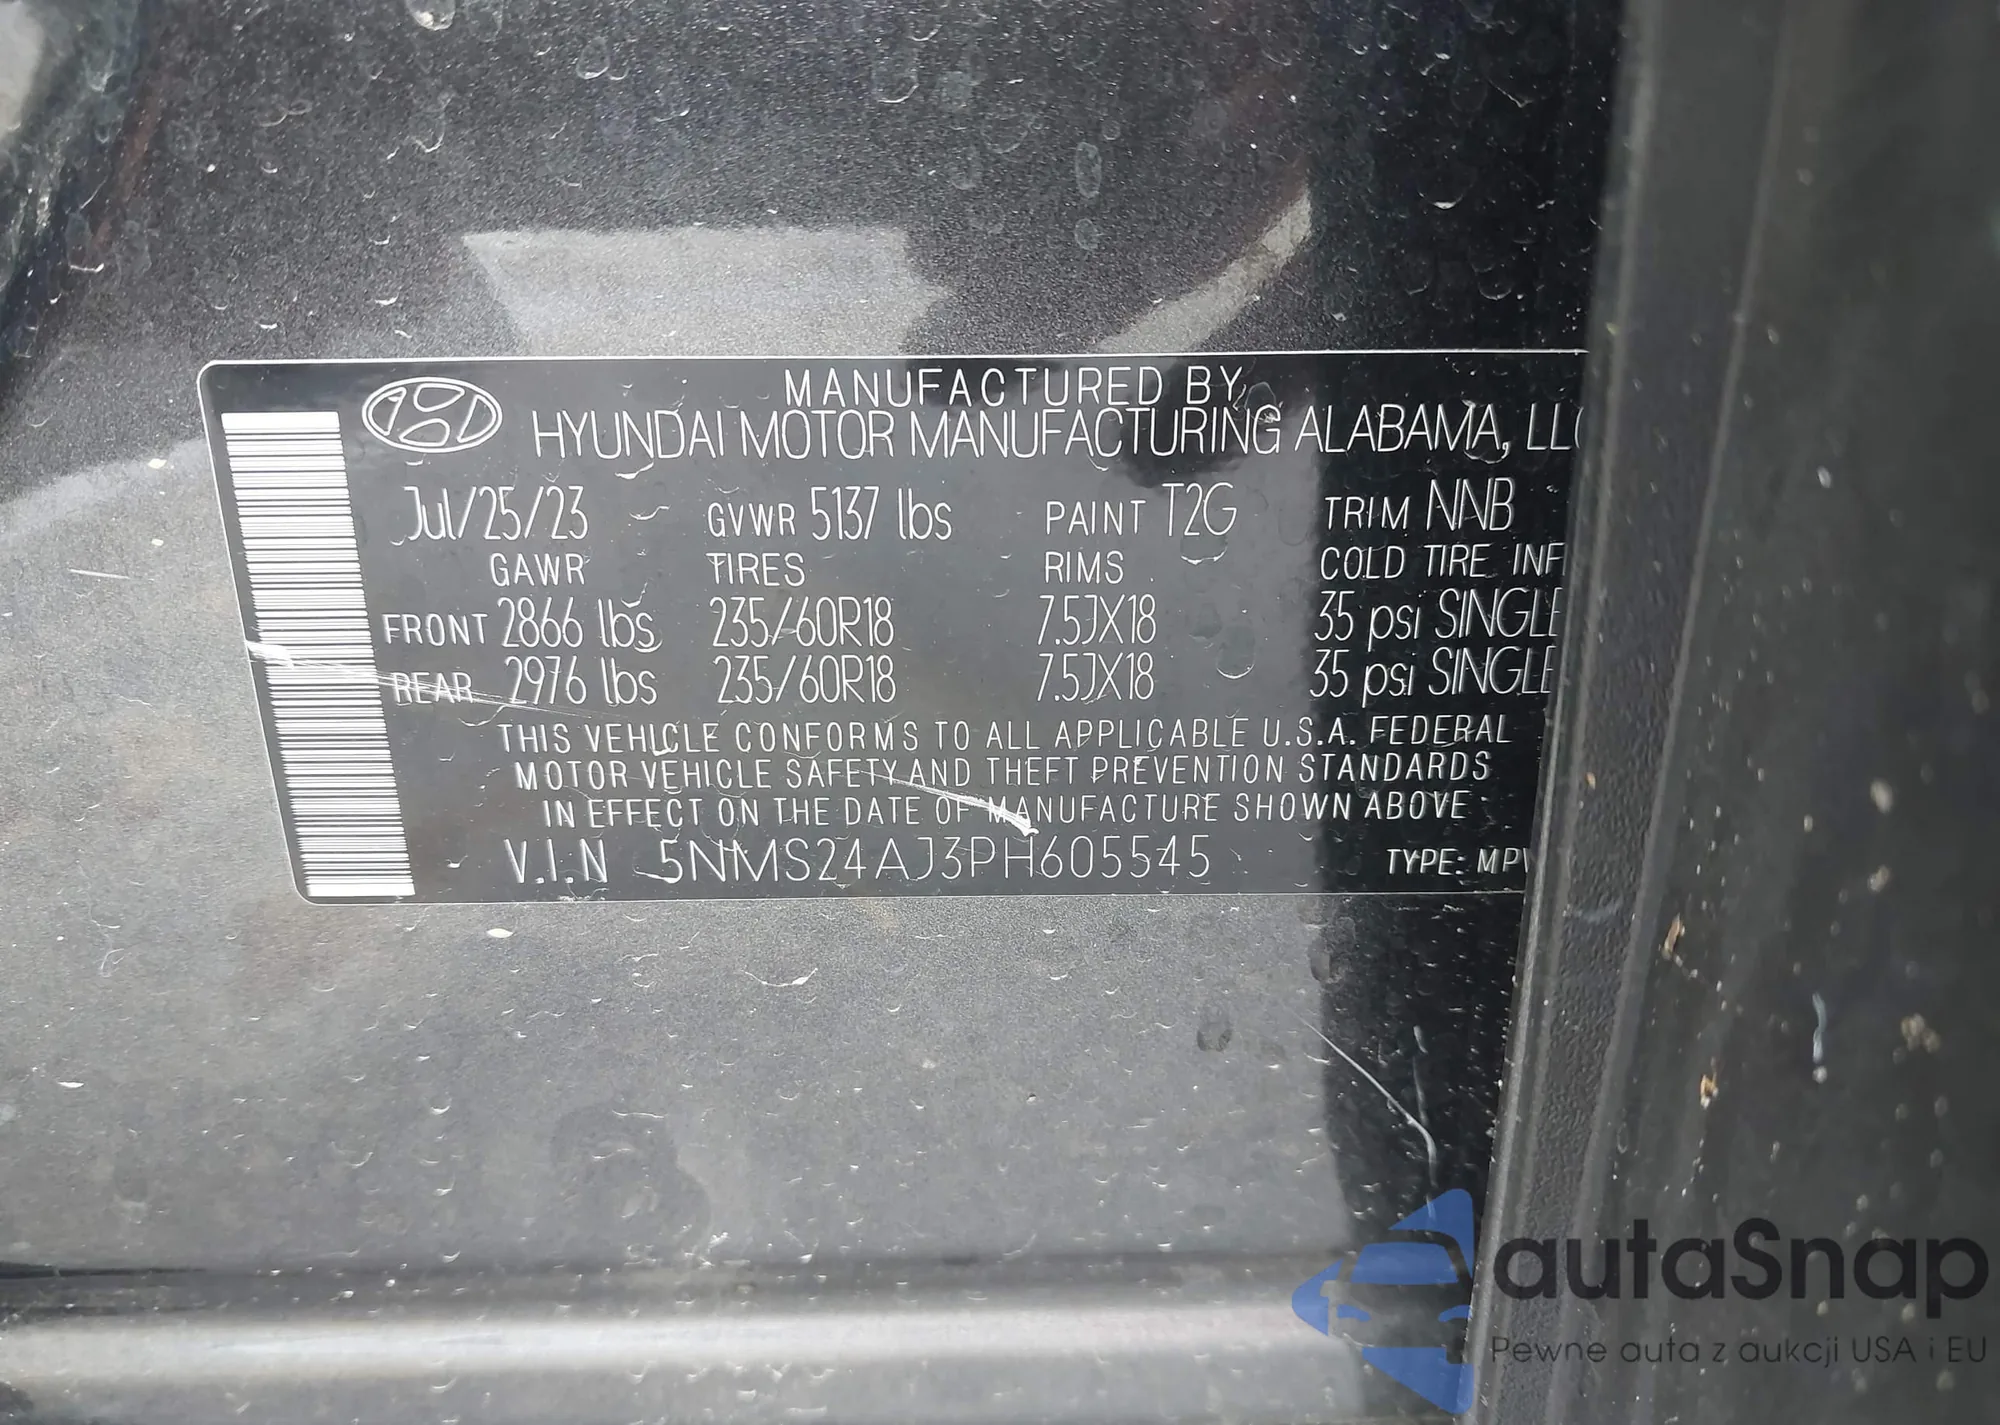 MANUFACTURED BY
HYUNDAI MOTOR MANUFACTURING ALABAMA, LLC
Jul/25/23 GVWR 5137 lbs PAINT T2G TRIM NNB
GAWR TIRES RIMS COLD TIRE INF
FRONT 2866 lbs 235/60R18 7.5JX18 35 psi SINGLE
REAR 2976 lbs 235/60R18 7.5JX18 35 psi SINGLE
THIS VEHICLE CONFORMS TO ALL APPLICABLE U.S.A. FEDERAL
MOTOR VEHICLE SAFETY AND THEFT PREVENTION STANDARDS
IN EFFECT ON THE DATE OF MANUFACTURE SHOWN ABOVE
V.I.N 5NMS24AJ3PH605545 TYPE: MPV
autaSnap
Pewne auta z aukcji USA i EU